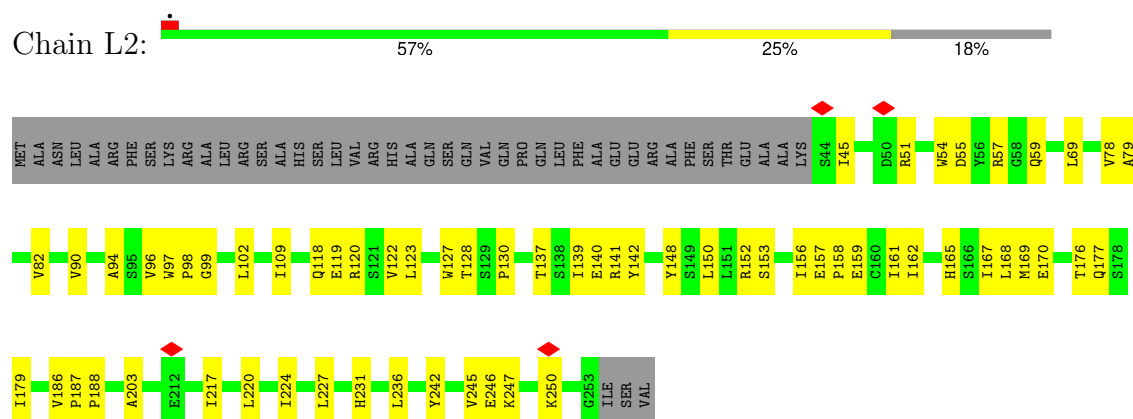 Chain L2:
57% 25% 18%
MET ALA ASN LEU ALA ARG PHE SER LYS ARG ALA LEU ARG SER ALA HIS SER LEU VAL ARG HIS ALA GLN SER GLN VAL GLN PRO GLN LEU PHE ALA GLU GLU ARG ALA PHE SER THR GLU ALA ALA LYS S44 I45 D50 R51 W54 D55 Y56 R57 G58 Q59 L69 V78 A79
V82 V90 A94 S95 V96 W97 P98 G99 L102 I109 Q118 E119 R120 S121 V122 L123 W127 T128 S129 P130 T137 S138 I139 E140 R141 Y142 Y148 S149 L150 L151 R152 S153 I156 E157 P158 E159 C160 I161 I162 H165 S166 I167 L168 M169 E170 T176 Q177 S178
I179 V186 P187 P188 A203 E212 I217 L220 I224 L227 H231 L236 Y242 V245 E246 K247 K250 G253 ILE SER VAL